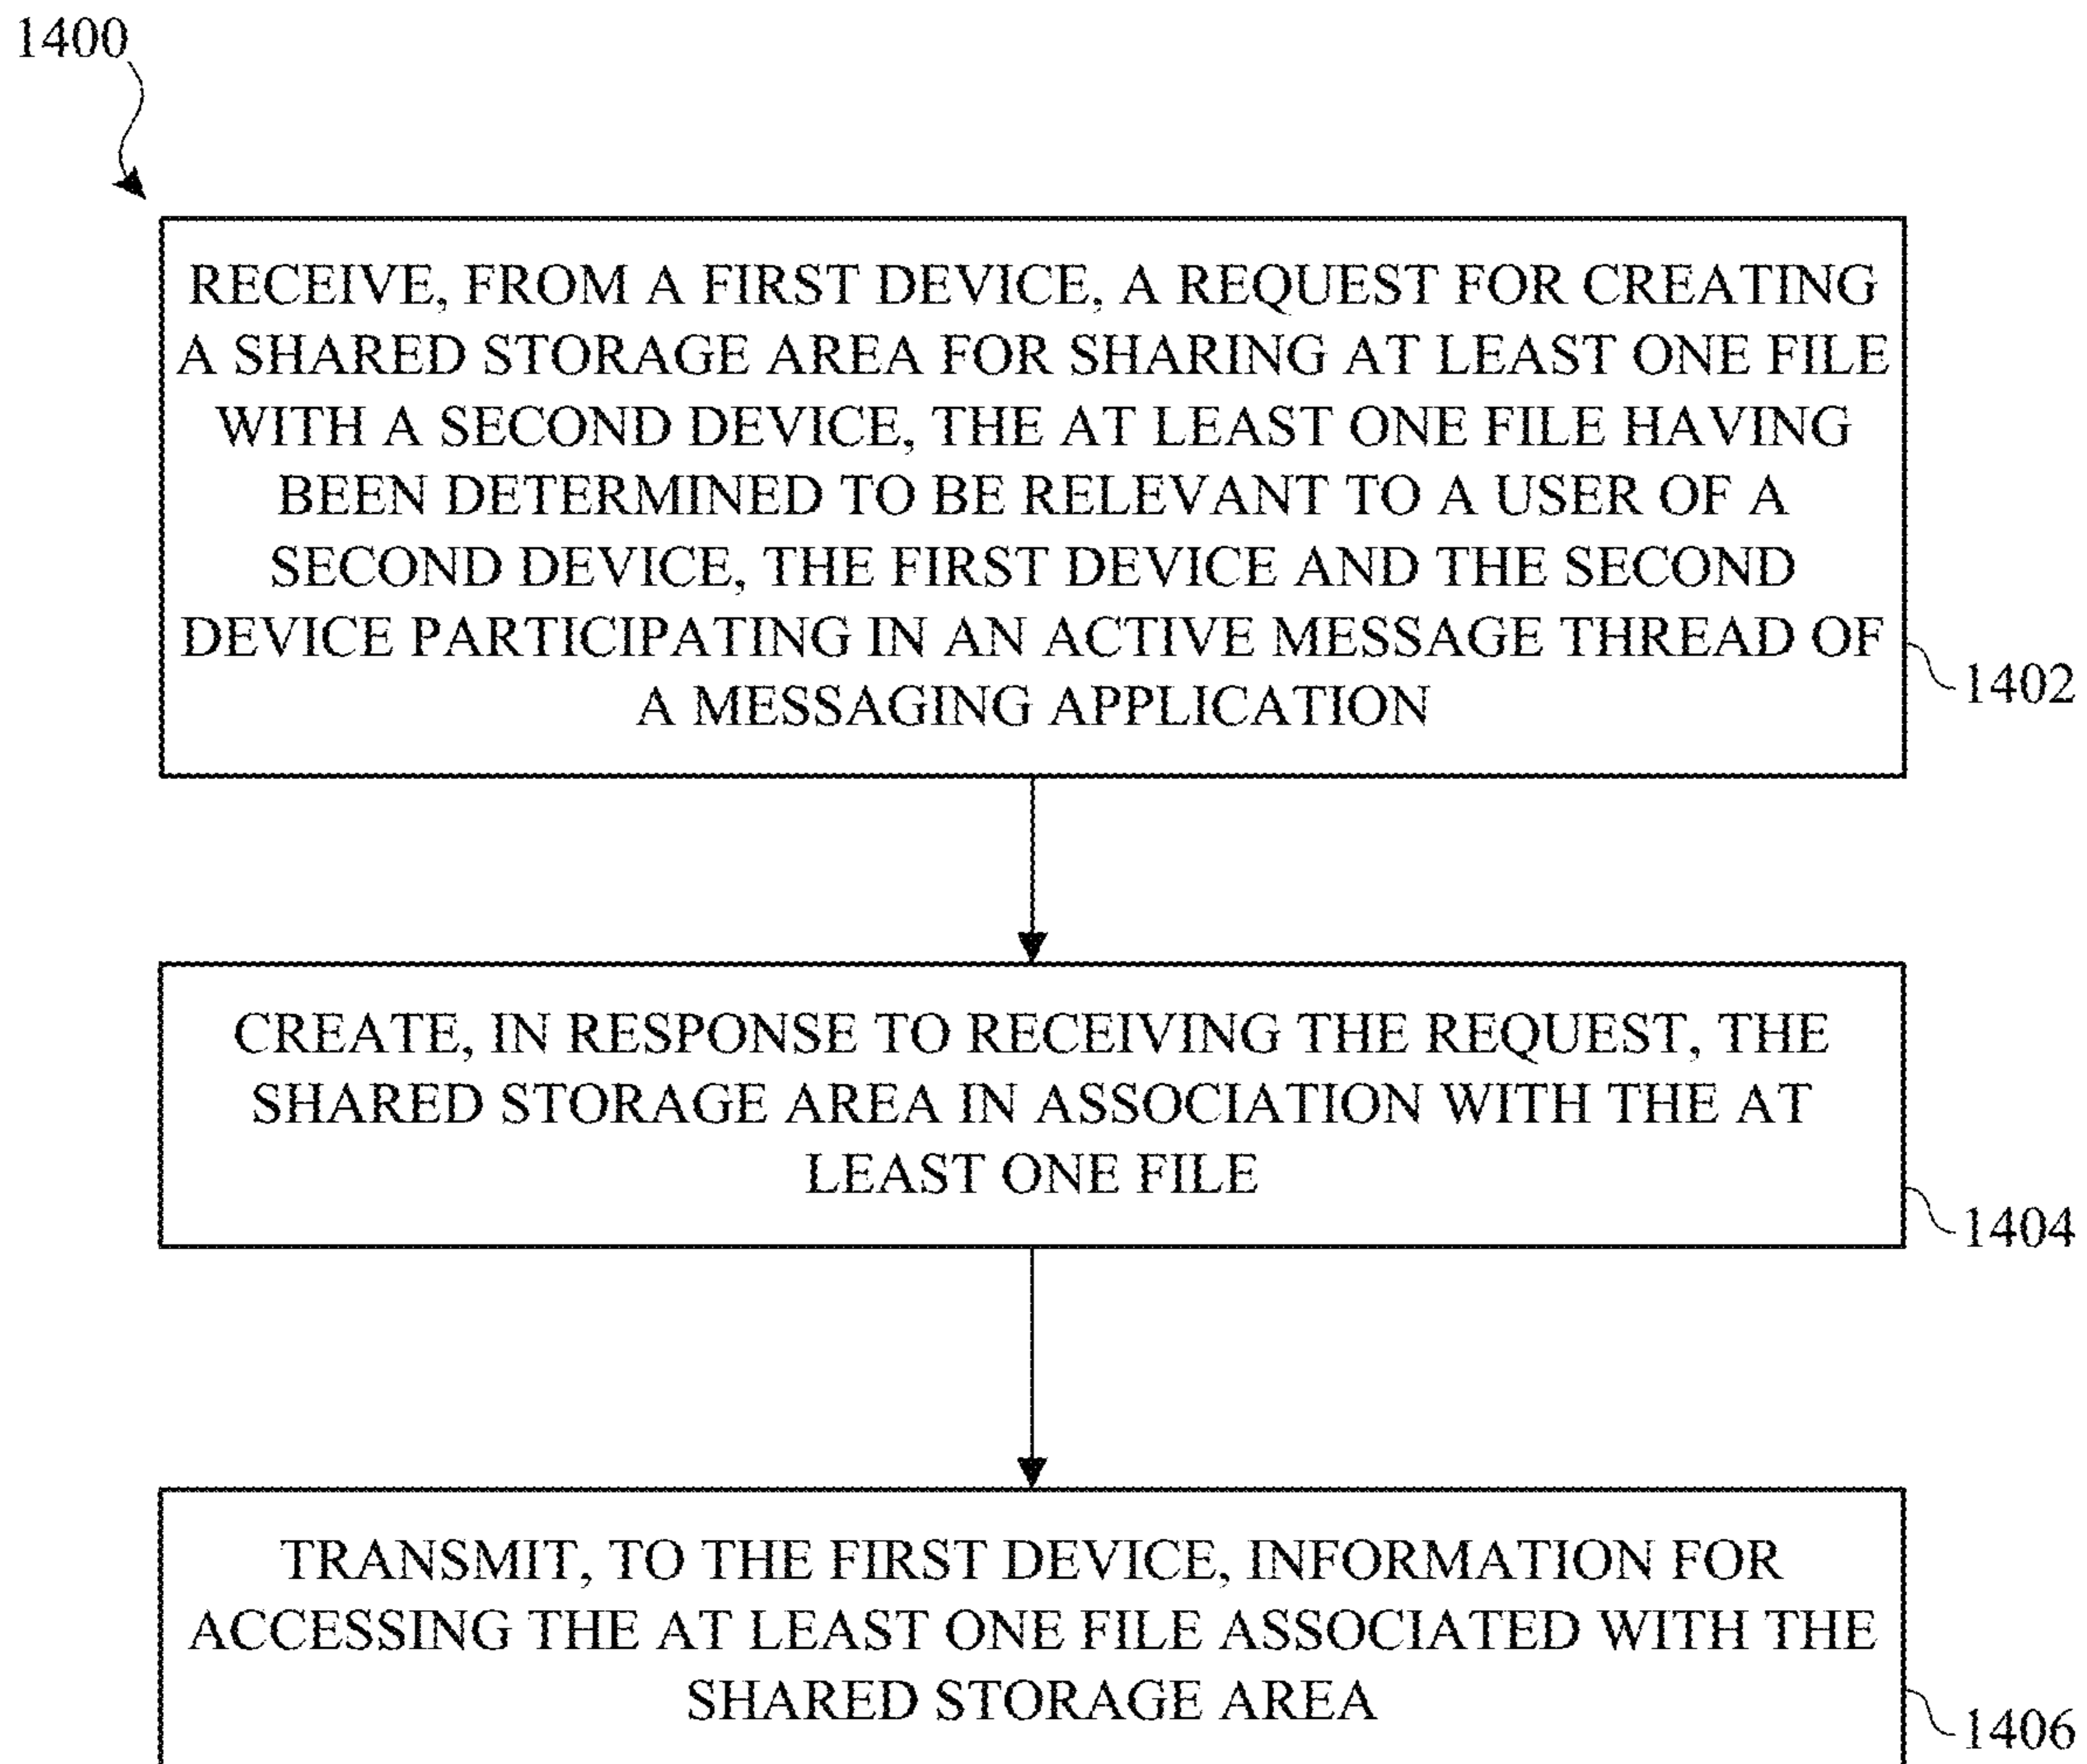 1400
RECEIVE, FROM A FIRST DEVICE, A REQUEST FOR CREATING
A SHARED STORAGE AREA FOR SHARING AT LEAST ONE FILE
WITH A SECOND DEVICE, THE AT LEAST ONE FILE HAVING
BEEN DETERMINED TO BE RELEVANT TO A USER OF A
SECOND DEVICE, THE FIRST DEVICE AND THE SECOND
DEVICE PARTICIPATING IN AN ACTIVE MESSAGE THREAD OF
A MESSAGING APPLICATION
1402
CREATE, IN RESPONSE TO RECEIVING THE REQUEST, THE
SHARED STORAGE AREA IN ASSOCIATION WITH THE AT
LEAST ONE FILE
1404
TRANSMIT, TO THE FIRST DEVICE, INFORMATION FOR
ACCESSING THE AT LEAST ONE FILE ASSOCIATED WITH THE
SHARED STORAGE AREA
1406